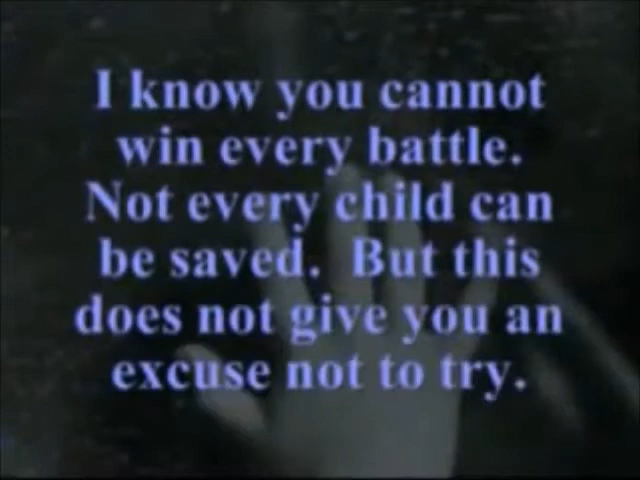 I know you cannot
win every battle.
Not every child can
be saved.  But this
does not give you an
excuse not to try.